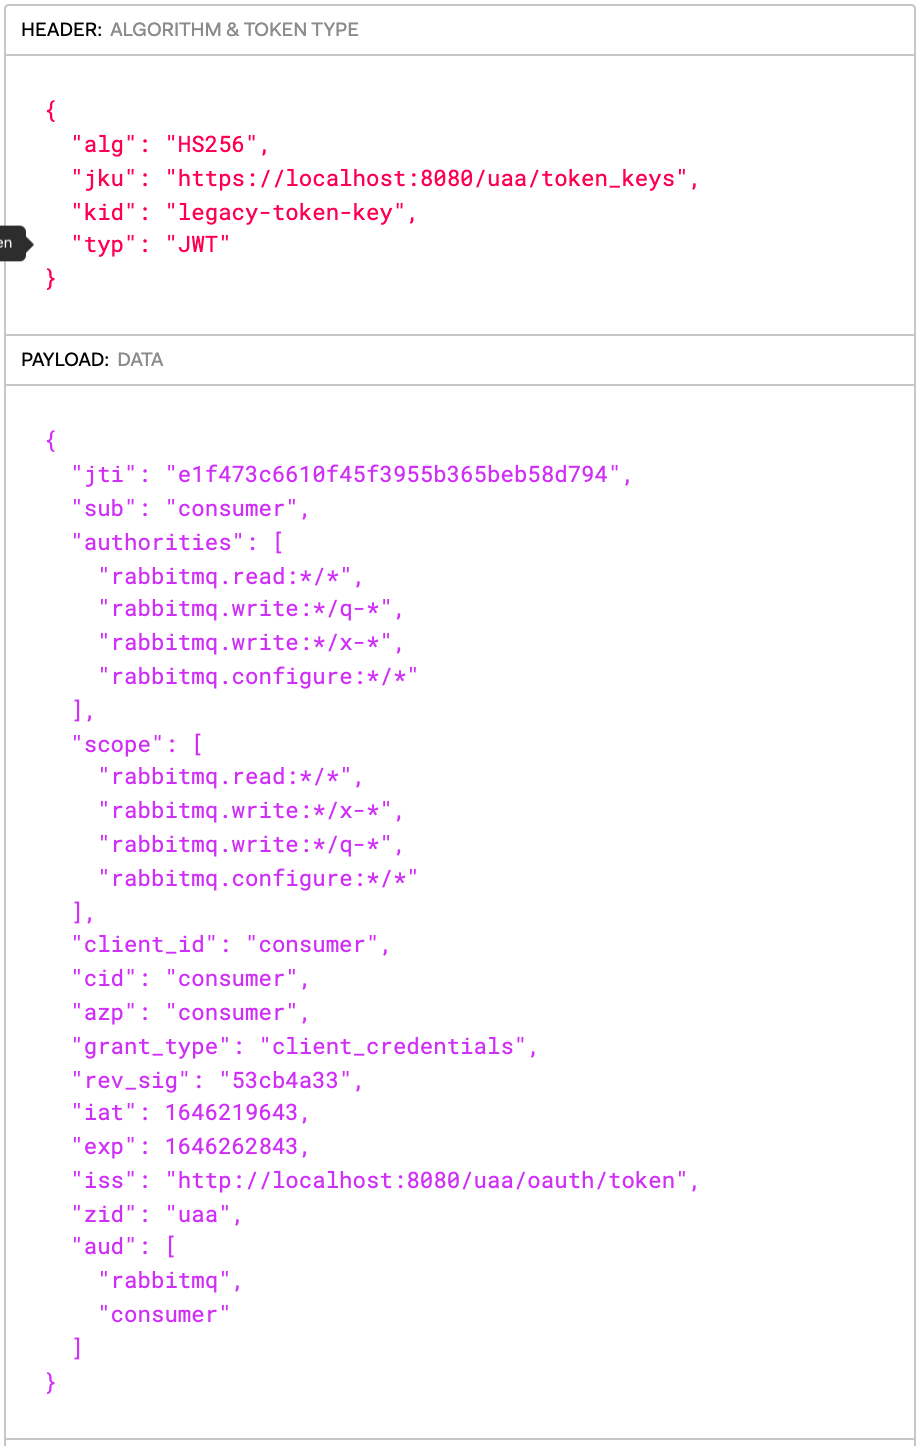 HEADER: ALGORITHM & TOKEN TYPE
{
  "alg": "HS256",
  "jku": "https://localhost:8080/uaa/token_keys",
  "kid": "legacy-token-key",
en
  "typ": "JWT"
}
PAYLOAD: DATA
{
  "jti": "e1f473c6610f45f3955b365beb58d794",
  "sub": "consumer",
  "authorities": [
    "rabbitmq.read:*/*",
    "rabbitmq.write:*/q-*",
    "rabbitmq.write:*/x-*",
    "rabbitmq.configure:*/*"
  ],
  "scope": [
    "rabbitmq.read:*/*",
    "rabbitmq.write:*/x-*",
    "rabbitmq.write:*/q-*",
    "rabbitmq.configure:*/*"
  ],
  "client_id": "consumer",
  "cid": "consumer",
  "azp": "consumer",
  "grant_type": "client_credentials",
  "rev_sig": "53cb4a33",
  "iat": 1646219643,
  "exp": 1646262843,
  "iss": "http://localhost:8080/uaa/oauth/token",
  "zid": "uaa",
  "aud": [
    "rabbitmq",
    "consumer"
  ]
}